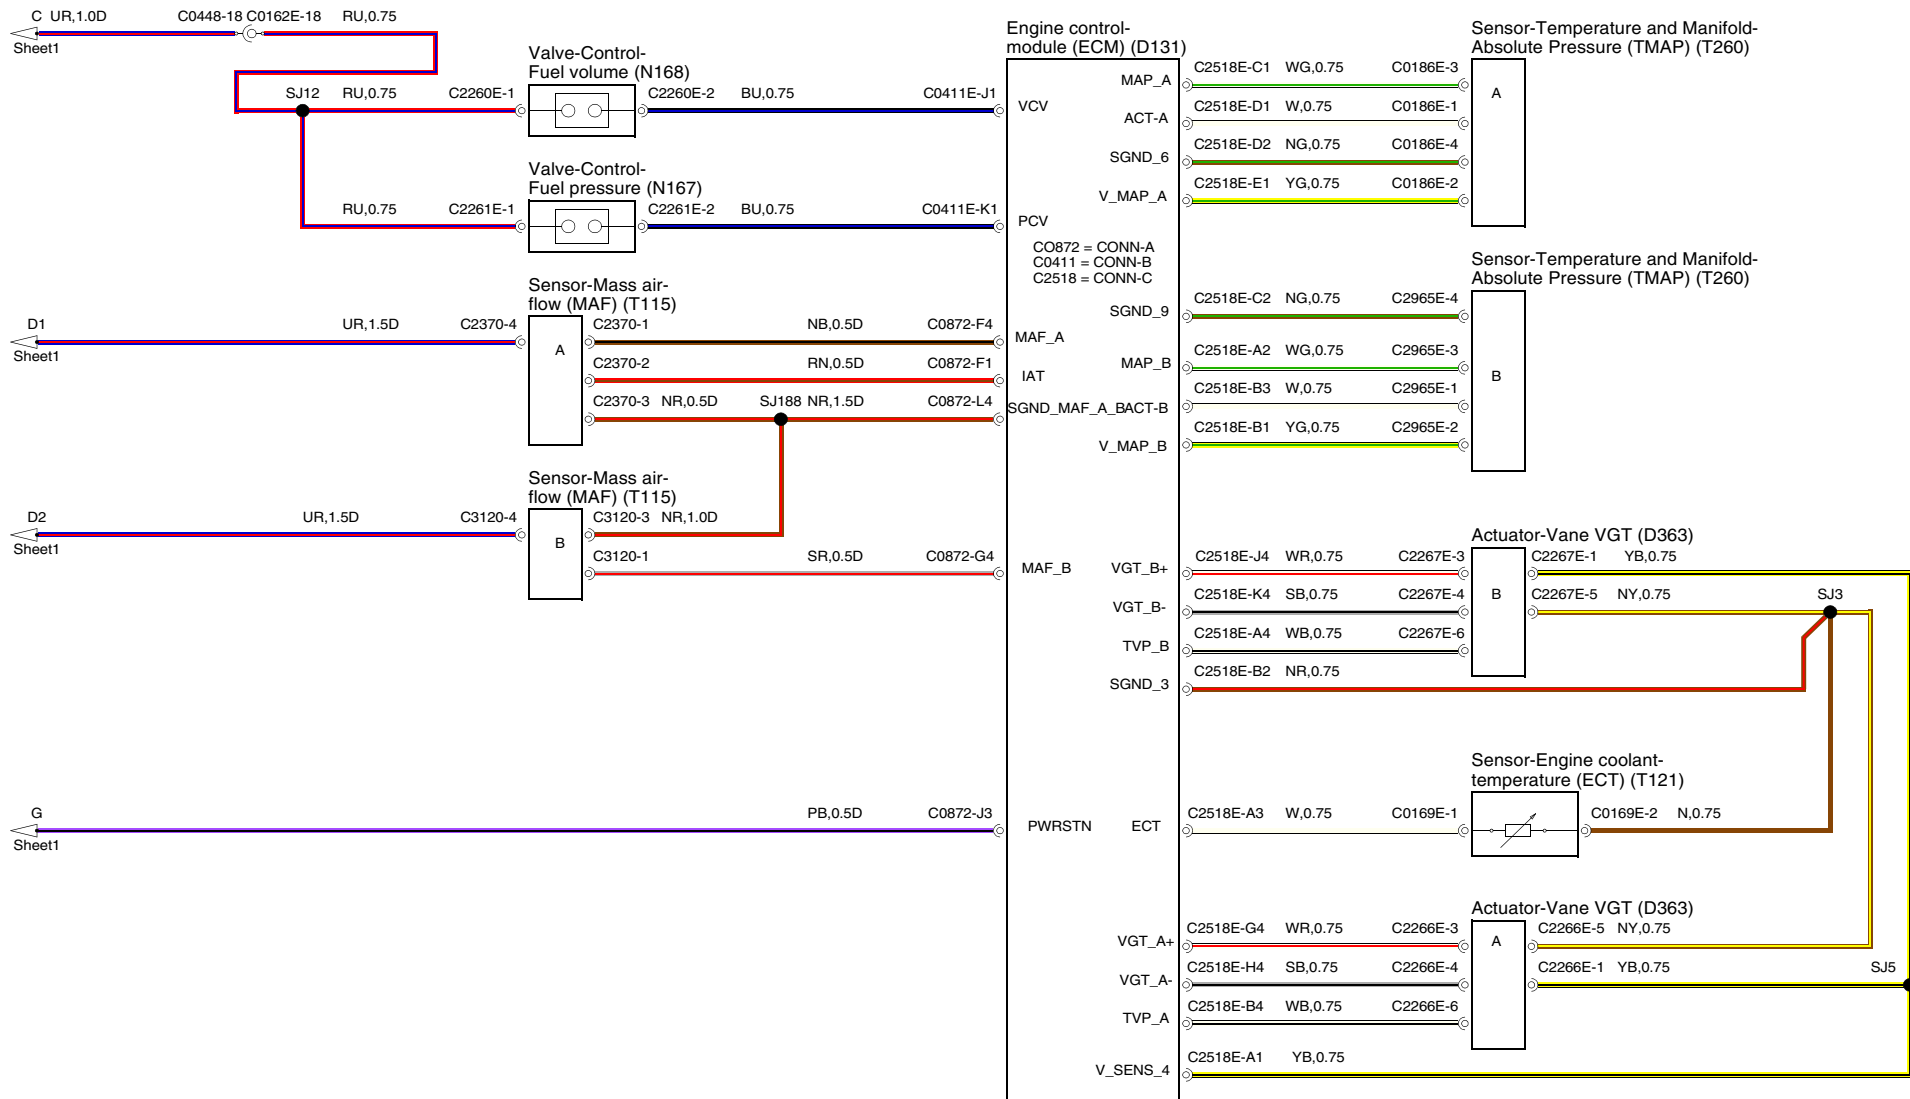 C UR,1.0D C0448-18 C0162E-18 RU,0.75
Sheet1
SJ12 RU,0.75 C2260E-1
Valve-Control-
Fuel volume (N168)
C2260E-2 BU,0.75 C0411E-J1
Valve-Control-
Fuel pressure (N167)
RU,0.75 C2261E-1
C2261E-2 BU,0.75 C0411E-K1
Sensor-Mass air-
flow (MAF) (T115)
D1 UR,1.5D C2370-4
Sheet1
A
C2370-1 NB,0.5D C0872-F4
C2370-2 RN,0.5D C0872-F1
C2370-3 NR,0.5D SJ188 NR,1.5D C0872-L4
Sensor-Mass air-
flow (MAF) (T115)
D2 UR,1.5D C3120-4
Sheet1
B
C3120-3 NR,1.0D
C3120-1 SR,0.5D C0872-G4
G PB,0.5D C0872-J3
Sheet1
Engine control-
module (ECM) (D131)
VCV
PCV
CO872 = CONN-A
C0411 = CONN-B
C2518 = CONN-C
MAF_A
IAT
SGND_MAF_A_B
MAF_B
PWRSTN
MAP_A
ACT-A
SGND_6
V_MAP_A
SGND_9
MAP_B
ACT-B
V_MAP_B
VGT_B+
VGT_B-
TVP_B
SGND_3
ECT
VGT_A+
VGT_A-
TVP_A
V_SENS_4
Sensor-Temperature and Manifold-
Absolute Pressure (TMAP) (T260)
C2518E-C1 WG,0.75 C0186E-3
A
C2518E-D1 W,0.75 C0186E-1
C2518E-D2 NG,0.75 C0186E-4
C2518E-E1 YG,0.75 C0186E-2
Sensor-Temperature and Manifold-
Absolute Pressure (TMAP) (T260)
C2518E-C2 NG,0.75 C2965E-4
C2518E-A2 WG,0.75 C2965E-3
B
C2518E-B3 W,0.75 C2965E-1
C2518E-B1 YG,0.75 C2965E-2
Actuator-Vane VGT (D363)
C2518E-J4 WR,0.75 C2267E-3
C2267E-1 YB,0.75
C2518E-K4 SB,0.75 C2267E-4
B
C2267E-5 NY,0.75 SJ3
C2518E-A4 WB,0.75 C2267E-6
C2518E-B2 NR,0.75
Sensor-Engine coolant-
temperature (ECT) (T121)
C2518E-A3 W,0.75 C0169E-1
C0169E-2 N,0.75
Actuator-Vane VGT (D363)
C2518E-G4 WR,0.75 C2266E-3
A
C2266E-5 NY,0.75
C2518E-H4 SB,0.75 C2266E-4
C2266E-1 YB,0.75 SJ5
C2518E-B4 WB,0.75 C2266E-6
C2518E-A1 YB,0.75